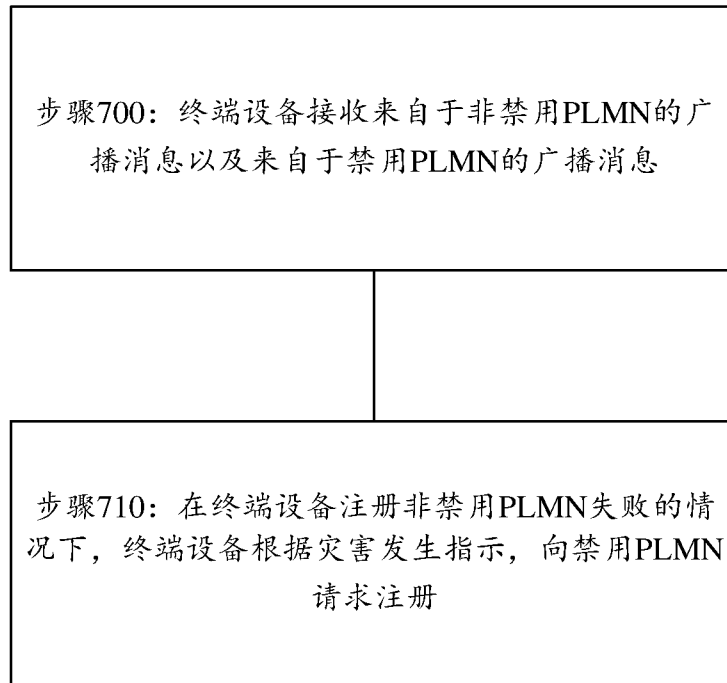 步骤700：终端设备接收来自于非禁用PLMN的广
播消息以及来自于禁用PLMN的广播消息
步骤710：在终端设备注册非禁用PLMN失败的情
况下，终端设备根据灾害发生指示，向禁用PLMN
请求注册